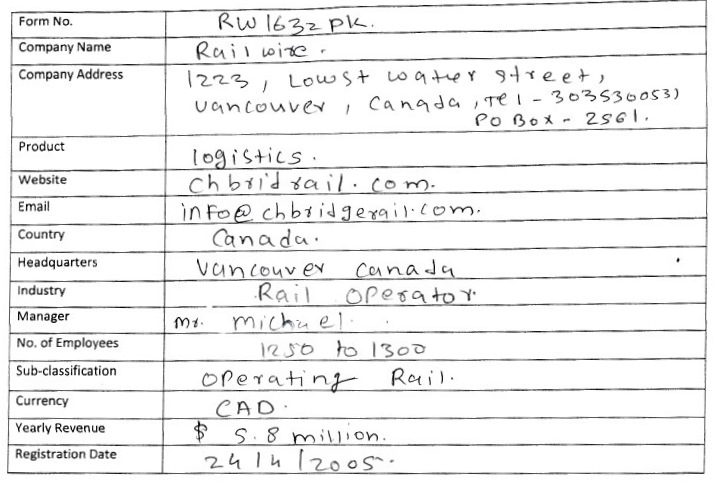 Form No. RW1632PK.
Company Name Railwire.
Company Address 1223, Lowst water street,
vancouver, Canada, Tel - 3035300531
PO Box - 2561.
Product logistics.
Website chbridrail.com.
Email info@chbridgerail.com.
Country Canada.
Headquarters Vancouver canada
Industry Rail Operator.
Manager Mr. Michael.
No. of Employees 1250 to 1300
Sub-classification Operating Rail.
Currency CAD.
Yearly Revenue $ 5.8 million.
Registration Date 24/4/2005.